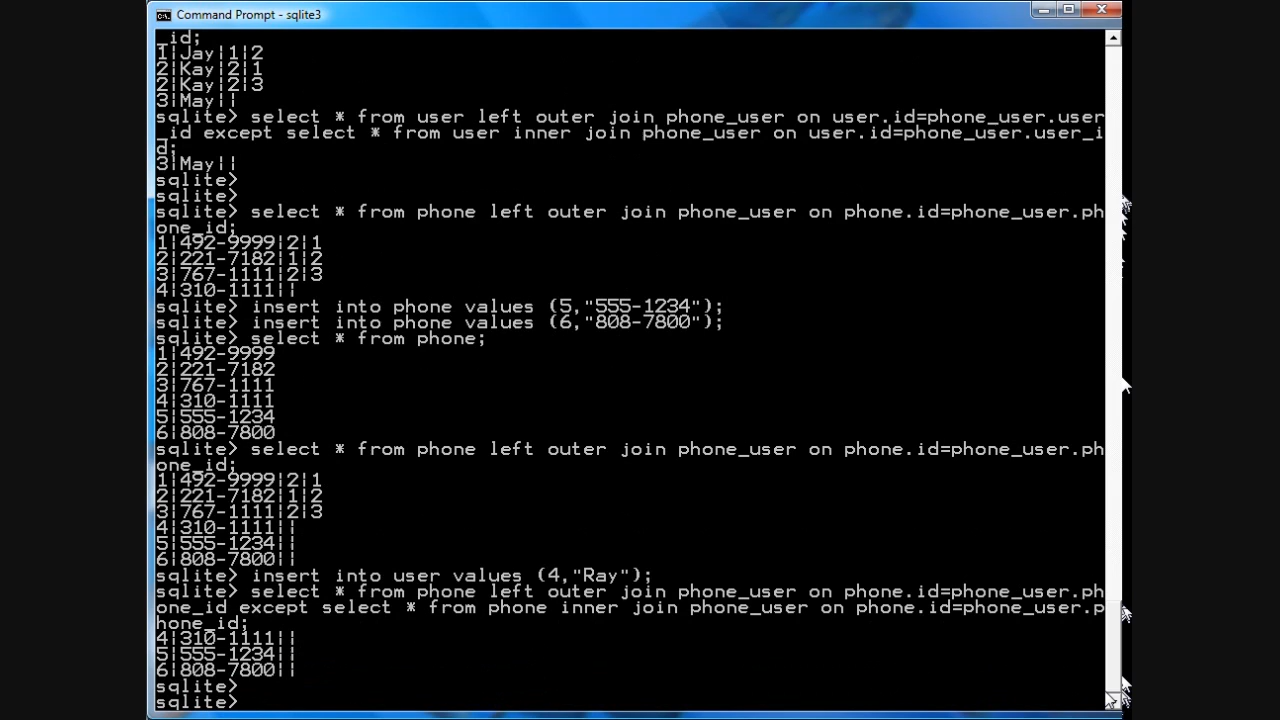 Command Prompt - sqlite3
_id;
1|Jay|1|2
2|Kay|2|1
2|Kay|2|3
3|May||
sqlite> select * from user left outer join phone_user on user.id=phone_user.user
_id except select * from user inner join phone_user on user.id=phone_user.user_i
d;
3|May||
sqlite>
sqlite>
sqlite> select * from phone left outer join phone_user on phone.id=phone_user.ph
one_id;
1|492-9999|2|1
2|221-7182|1|2
3|767-1111|2|3
4|310-1111||
sqlite> insert into phone values (5,"555-1234");
sqlite> insert into phone values (6,"808-7800");
sqlite> select * from phone;
1|492-9999
2|221-7182
3|767-1111
4|310-1111
5|555-1234
6|808-7800
sqlite> select * from phone left outer join phone_user on phone.id=phone_user.ph
one_id;
1|492-9999|2|1
2|221-7182|1|2
3|767-1111|2|3
4|310-1111||
5|555-1234||
6|808-7800||
sqlite> insert into user values (4,"Ray");
sqlite> select * from phone left outer join phone_user on phone.id=phone_user.ph
one_id except select * from phone inner join phone_user on phone.id=phone_user.p
hone_id;
4|310-1111||
5|555-1234||
6|808-7800||
sqlite>
sqlite>